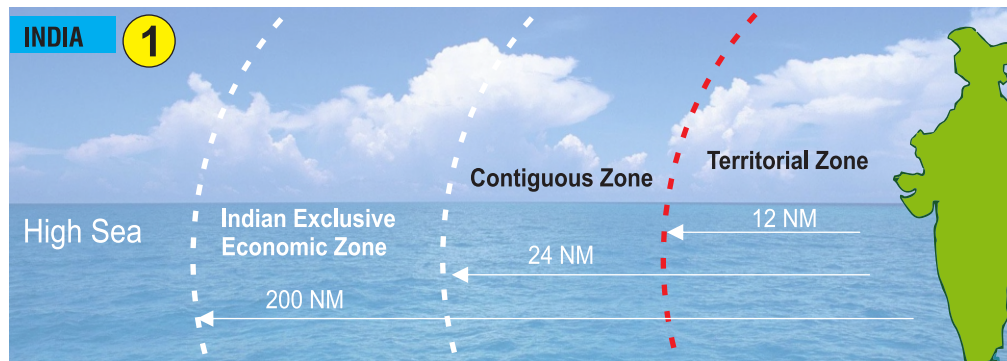 INDIA
1
Territorial Zone
Contiguous Zone
Indian Exclusive
Economic Zone
High Sea
12 NM
24 NM
200 NM